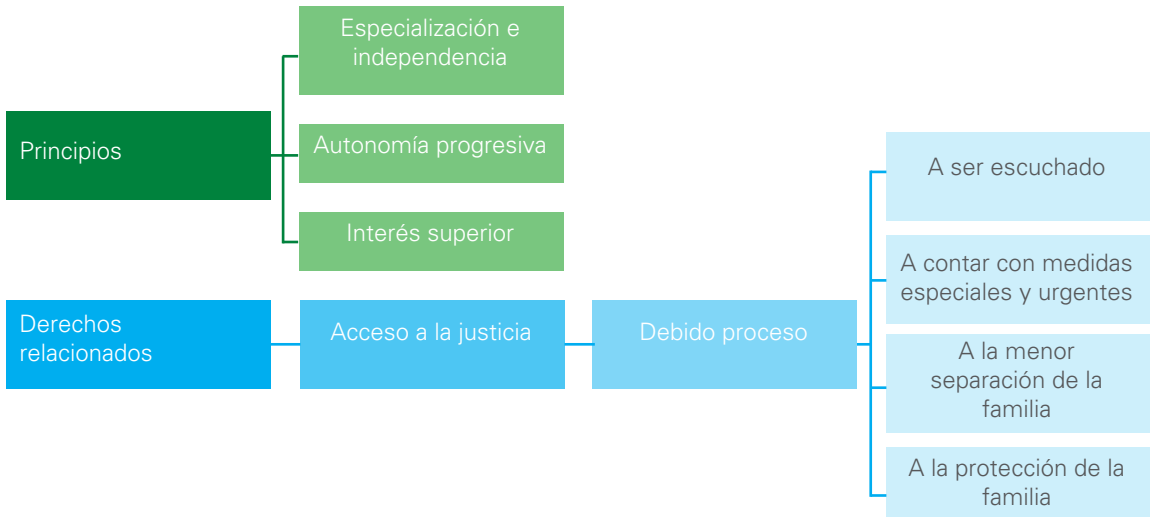 Especialización e
independencia
Principios
Autonomía progresiva
Interés superior
Derechos
relacionados
Acceso a la justicia
Debido proceso
A ser escuchado
A contar con medidas
especiales y urgentes
A la menor
separación de la
familia
A la protección de la
familia